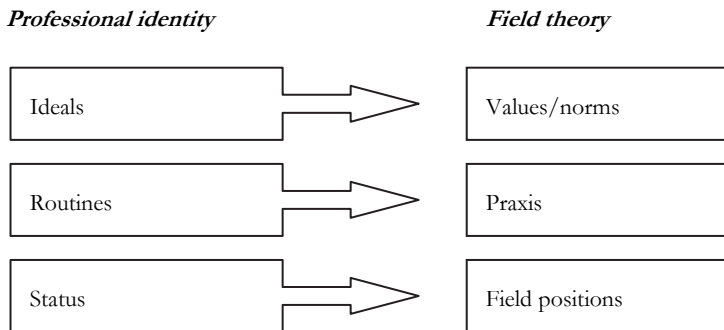 Professional identity
Field theory
Ideals
Values/norms
Routines
Praxis
Status
Field positions